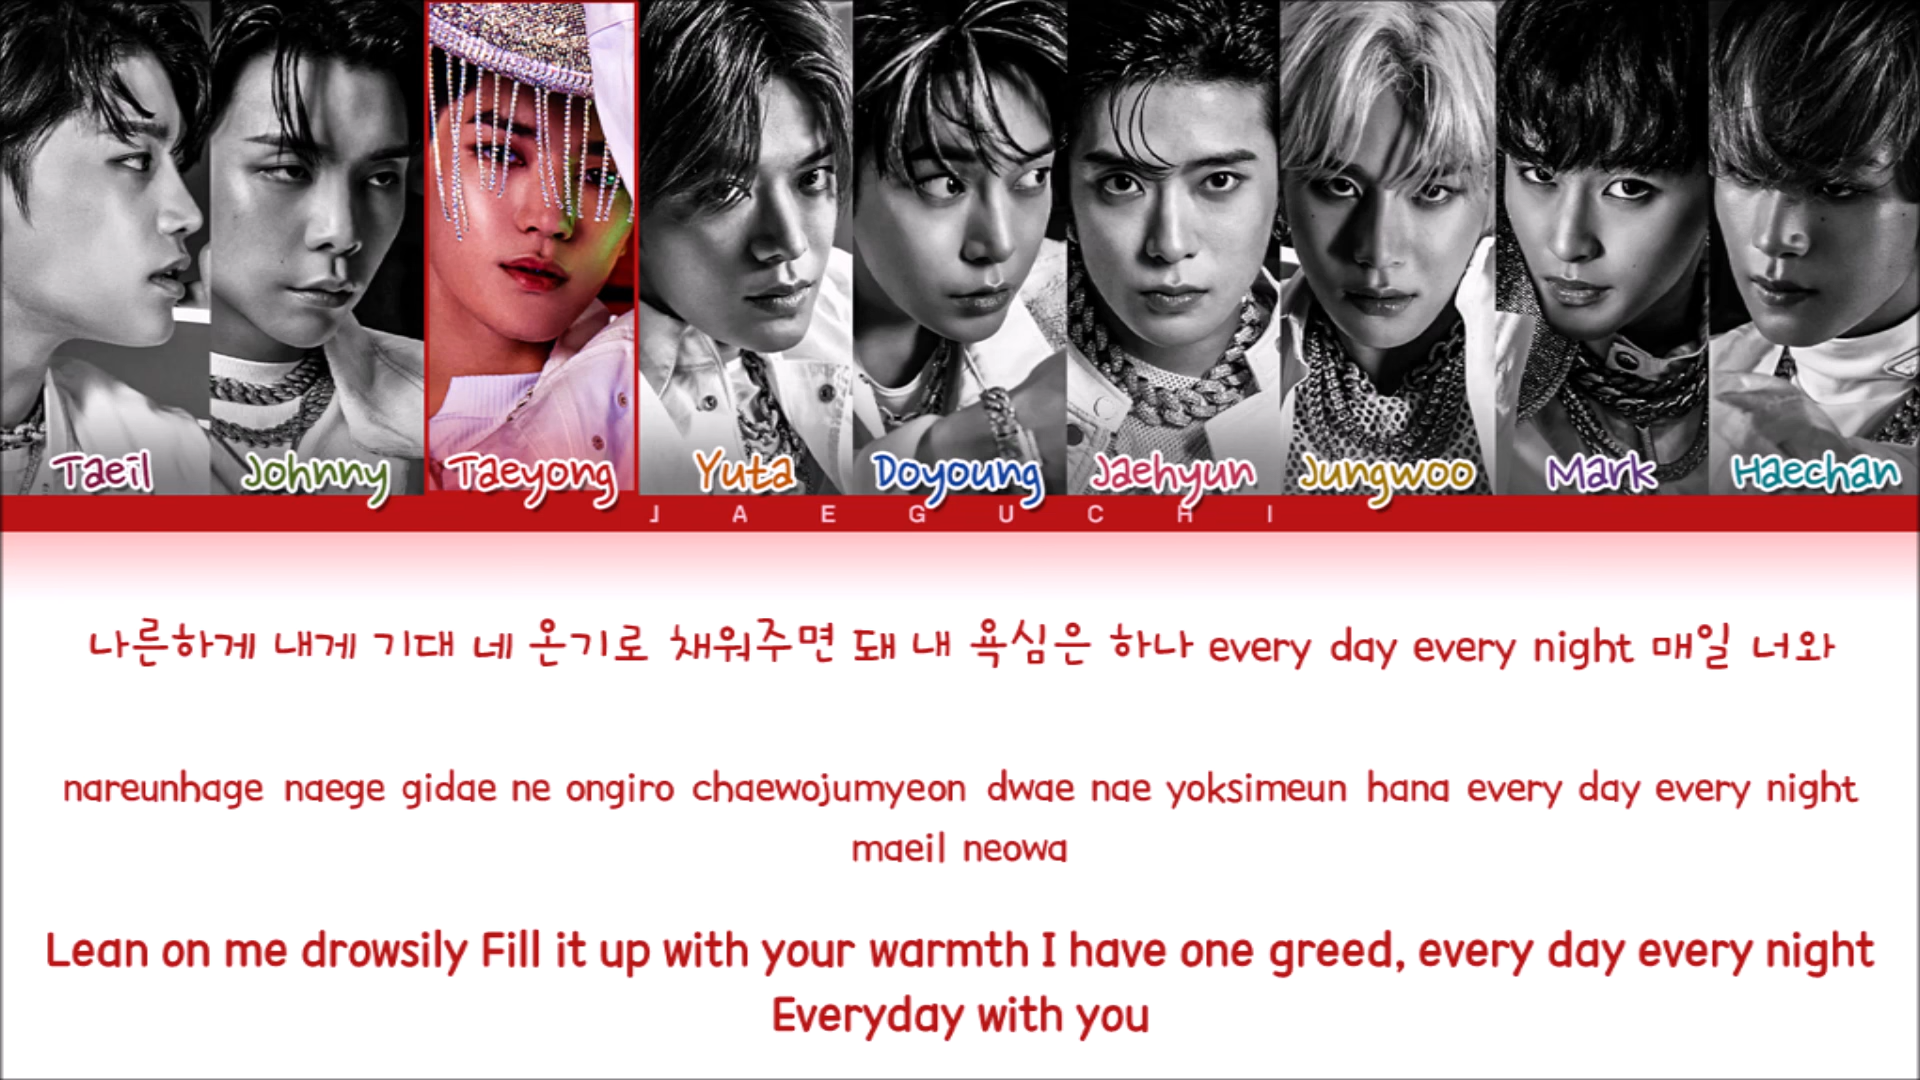 Taeil Johnny Taeyong Yuta Doyoung Jaehyun Jungwoo Mark Haechan
JAEGUCHI
나른하게 내게 기대 네 온기로 채워주면 돼 내 욕심은 하나 every day every night 매일 너와
nareunhage naege gidae ne ongiro chaewojumyeon dwae nae yoksimeun hana every day every night
maeil neowa
Lean on me drowsily Fill it up with your warmth I have one greed, every day every night
Everyday with you